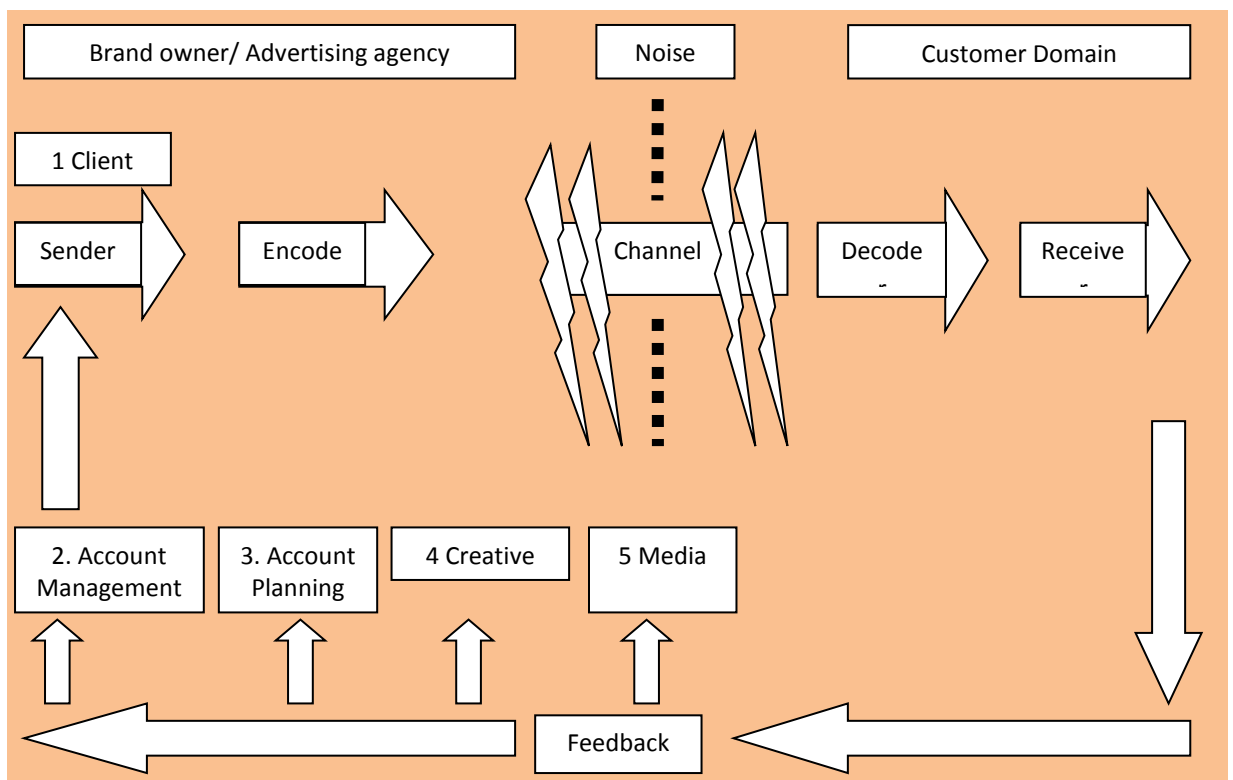 Brand owner/ Advertising agency
Noise
Customer Domain
1 Client
Sender
Encode
Channel
Decode
Receive
2. Account
Management
3. Account
Planning
4 Creative
5 Media
Feedback